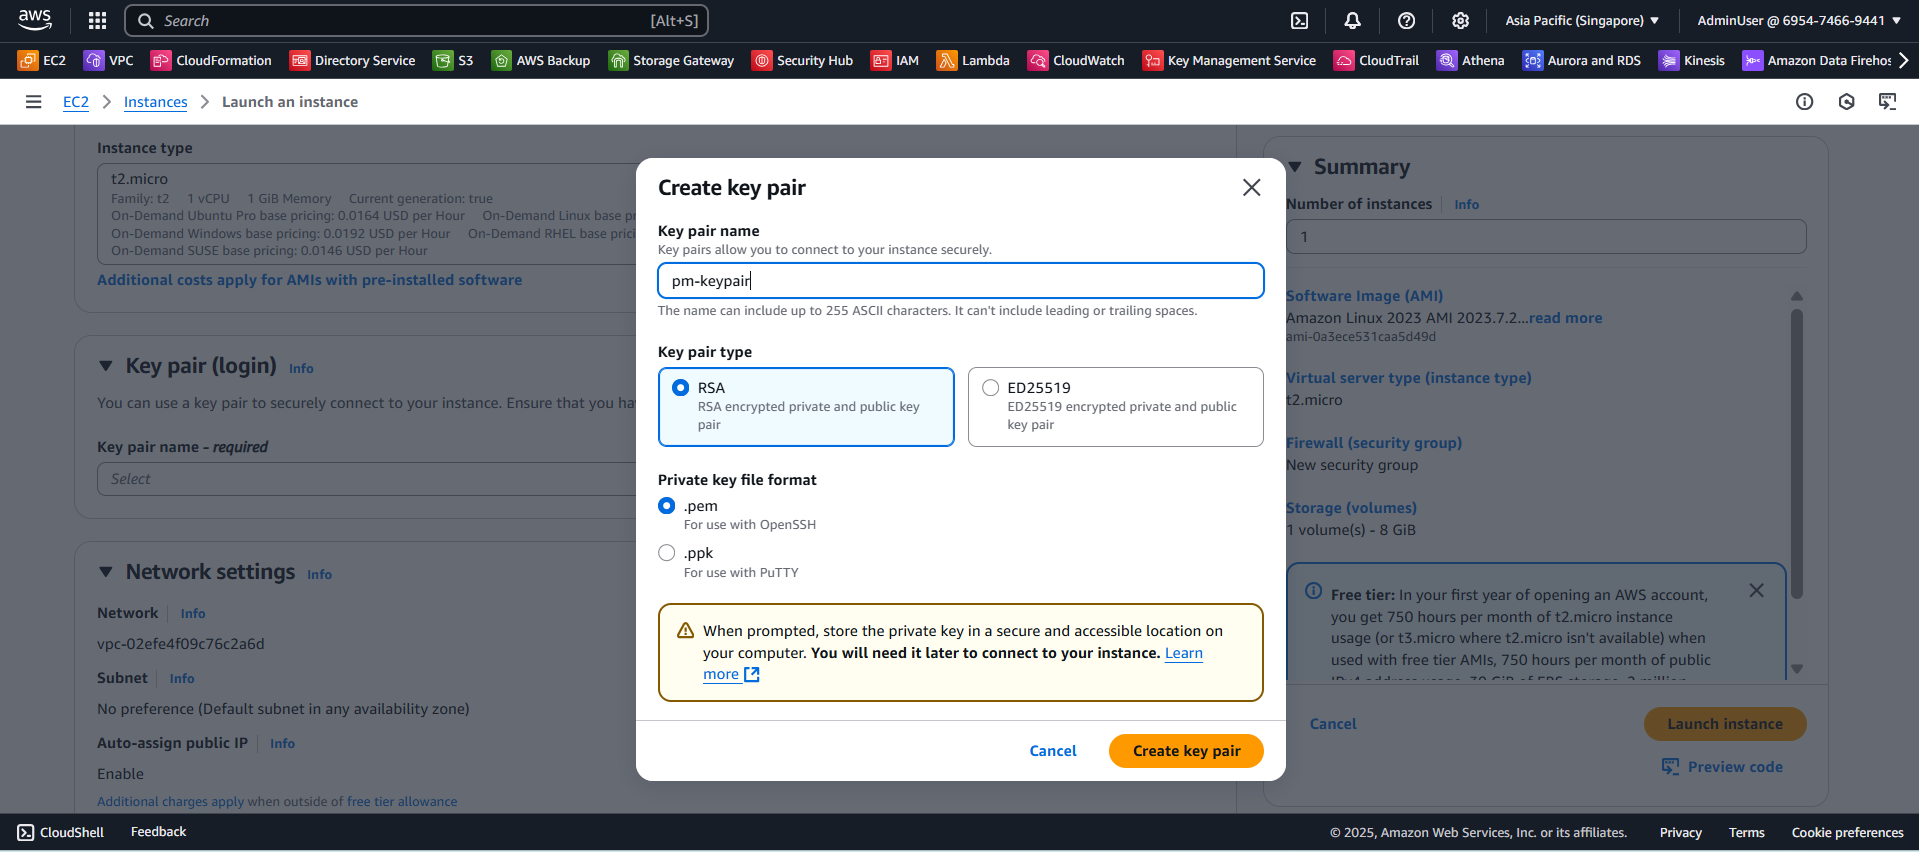 aws
Search
[Alt+S]
Asia Pacific (Singapore)
AdminUser @ 6954-7466-9441
EC2
VPC
CloudFormation
Directory Service
S3
AWS Backup
Storage Gateway
Security Hub
IAM
Lambda
CloudWatch
Key Management Service
CloudTrail
Athena
Aurora and RDS
Kinesis
Amazon Data Firehos
EC2 > Instances > Launch an instance
Instance type
t2.micro
Family: t2 1 vCPU 1 GiB Memory Current generation: true
On-Demand Ubuntu Pro base pricing: 0.0164 USD per Hour On-Demand Linux base pr
On-Demand Windows base pricing: 0.0192 USD per Hour On-Demand RHEL base prici
On-Demand SUSE base pricing: 0.0146 USD per Hour
Additional costs apply for AMIs with pre-installed software
Key pair (login) Info
You can use a key pair to securely connect to your instance. Ensure that you ha
Key pair name - required
Select
Network settings Info
Network Info
vpc-02efe4f09c76c2a6d
Subnet Info
No preference (Default subnet in any availability zone)
Auto-assign public IP Info
Enable
Additional charges apply when outside of free tier allowance
Create key pair
Key pair name
Key pairs allow you to connect to your instance securely.
pm-keypair
The name can include up to 255 ASCII characters. It can't include leading or trailing spaces.
Key pair type
RSA
RSA encrypted private and public key
pair
ED25519
ED25519 encrypted private and public
key pair
Private key file format
.pem
For use with OpenSSH
.ppk
For use with PuTTY
When prompted, store the private key in a secure and accessible location on
your computer. You will need it later to connect to your instance. Learn
more
Cancel
Create key pair
Summary
Number of instances Info
1
Software Image (AMI)
Amazon Linux 2023 AMI 2023.7.2...read more
ami-0a3ece531caa5d49d
Virtual server type (instance type)
t2.micro
Firewall (security group)
New security group
Storage (volumes)
1 volume(s) - 8 GiB
Free tier: In your first year of opening an AWS account,
you get 750 hours per month of t2.micro instance
usage (or t3.micro where t2.micro isn't available) when
used with free tier AMIs, 750 hours per month of public
IPv4 address usage, 30 GiB of EBS storage, 2 million
Cancel
Launch instance
Preview code
CloudShell
Feedback
© 2025, Amazon Web Services, Inc. or its affiliates.
Privacy
Terms
Cookie preferences